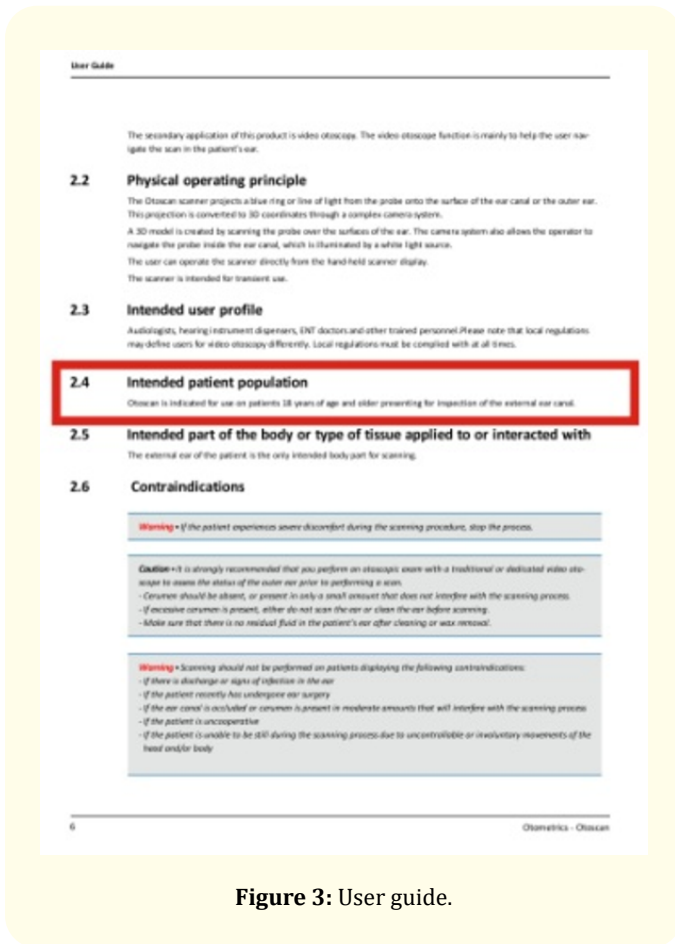 User Guide
The secondary application of this product is video otoscopy. The video otoscope function is mainly to help the user nav-
igate the scan in the patient's ear.
2.2 Physical operating principle
The Otoscan scanner projects a blue ring or line of light from the probe onto the surface of the ear canal or the outer ear.
This projection is converted to 3D coordinates through a complex camera system.
A 3D model is created by scanning the probe over the surfaces of the ear. The camera system also allows the operator to
navigate the probe inside the ear canal, which is illuminated by a white light source.
The user can operate the scanner directly from the hand-held scanner display.
The scanner is intended for transient use.
2.3 Intended user profile
Audiologists, hearing instrument dispensers, ENT doctors and other trained personnel.Please note that local regulations
may define users for video otoscopy differently. Local regulations must be complied with at all times.
2.4 Intended patient population
Otoscan is indicated for use on patients 18 years of age and older presenting for inspection of the external ear canal.
2.5 Intended part of the body or type of tissue applied to or interacted with
The external ear of the patient is the only intended body part for scanning.
2.6 Contraindications
Warning • If the patient experiences severe discomfort during the scanning procedure, stop the process.
Caution • It is strongly recommended that you perform an otoscopic exam with a traditional or dedicated video oto-
scope to assess the status of the outer ear prior to performing a scan.
- Cerumen should be absent, or present in only a small amount that does not interfere with the scanning process.
- If excessive cerumen is present, either do not scan the ear or clean the ear before scanning.
- Make sure that there is no residual fluid in the patient's ear after cleaning or wax removal.
Warning • Scanning should not be performed on patients displaying the following contraindications:
- If there is discharge or signs of infection in the ear
- If the patient recently has undergone ear surgery
- If the ear canal is occluded or cerumen is present in moderate amounts that will interfere with the scanning process
- If the patient is uncooperative
- If the patient is unable to be still during the scanning process due to uncontrollable or involuntary movements of the
head and/or body
6 Otometrics - Otoscan
Figure 3: User guide.